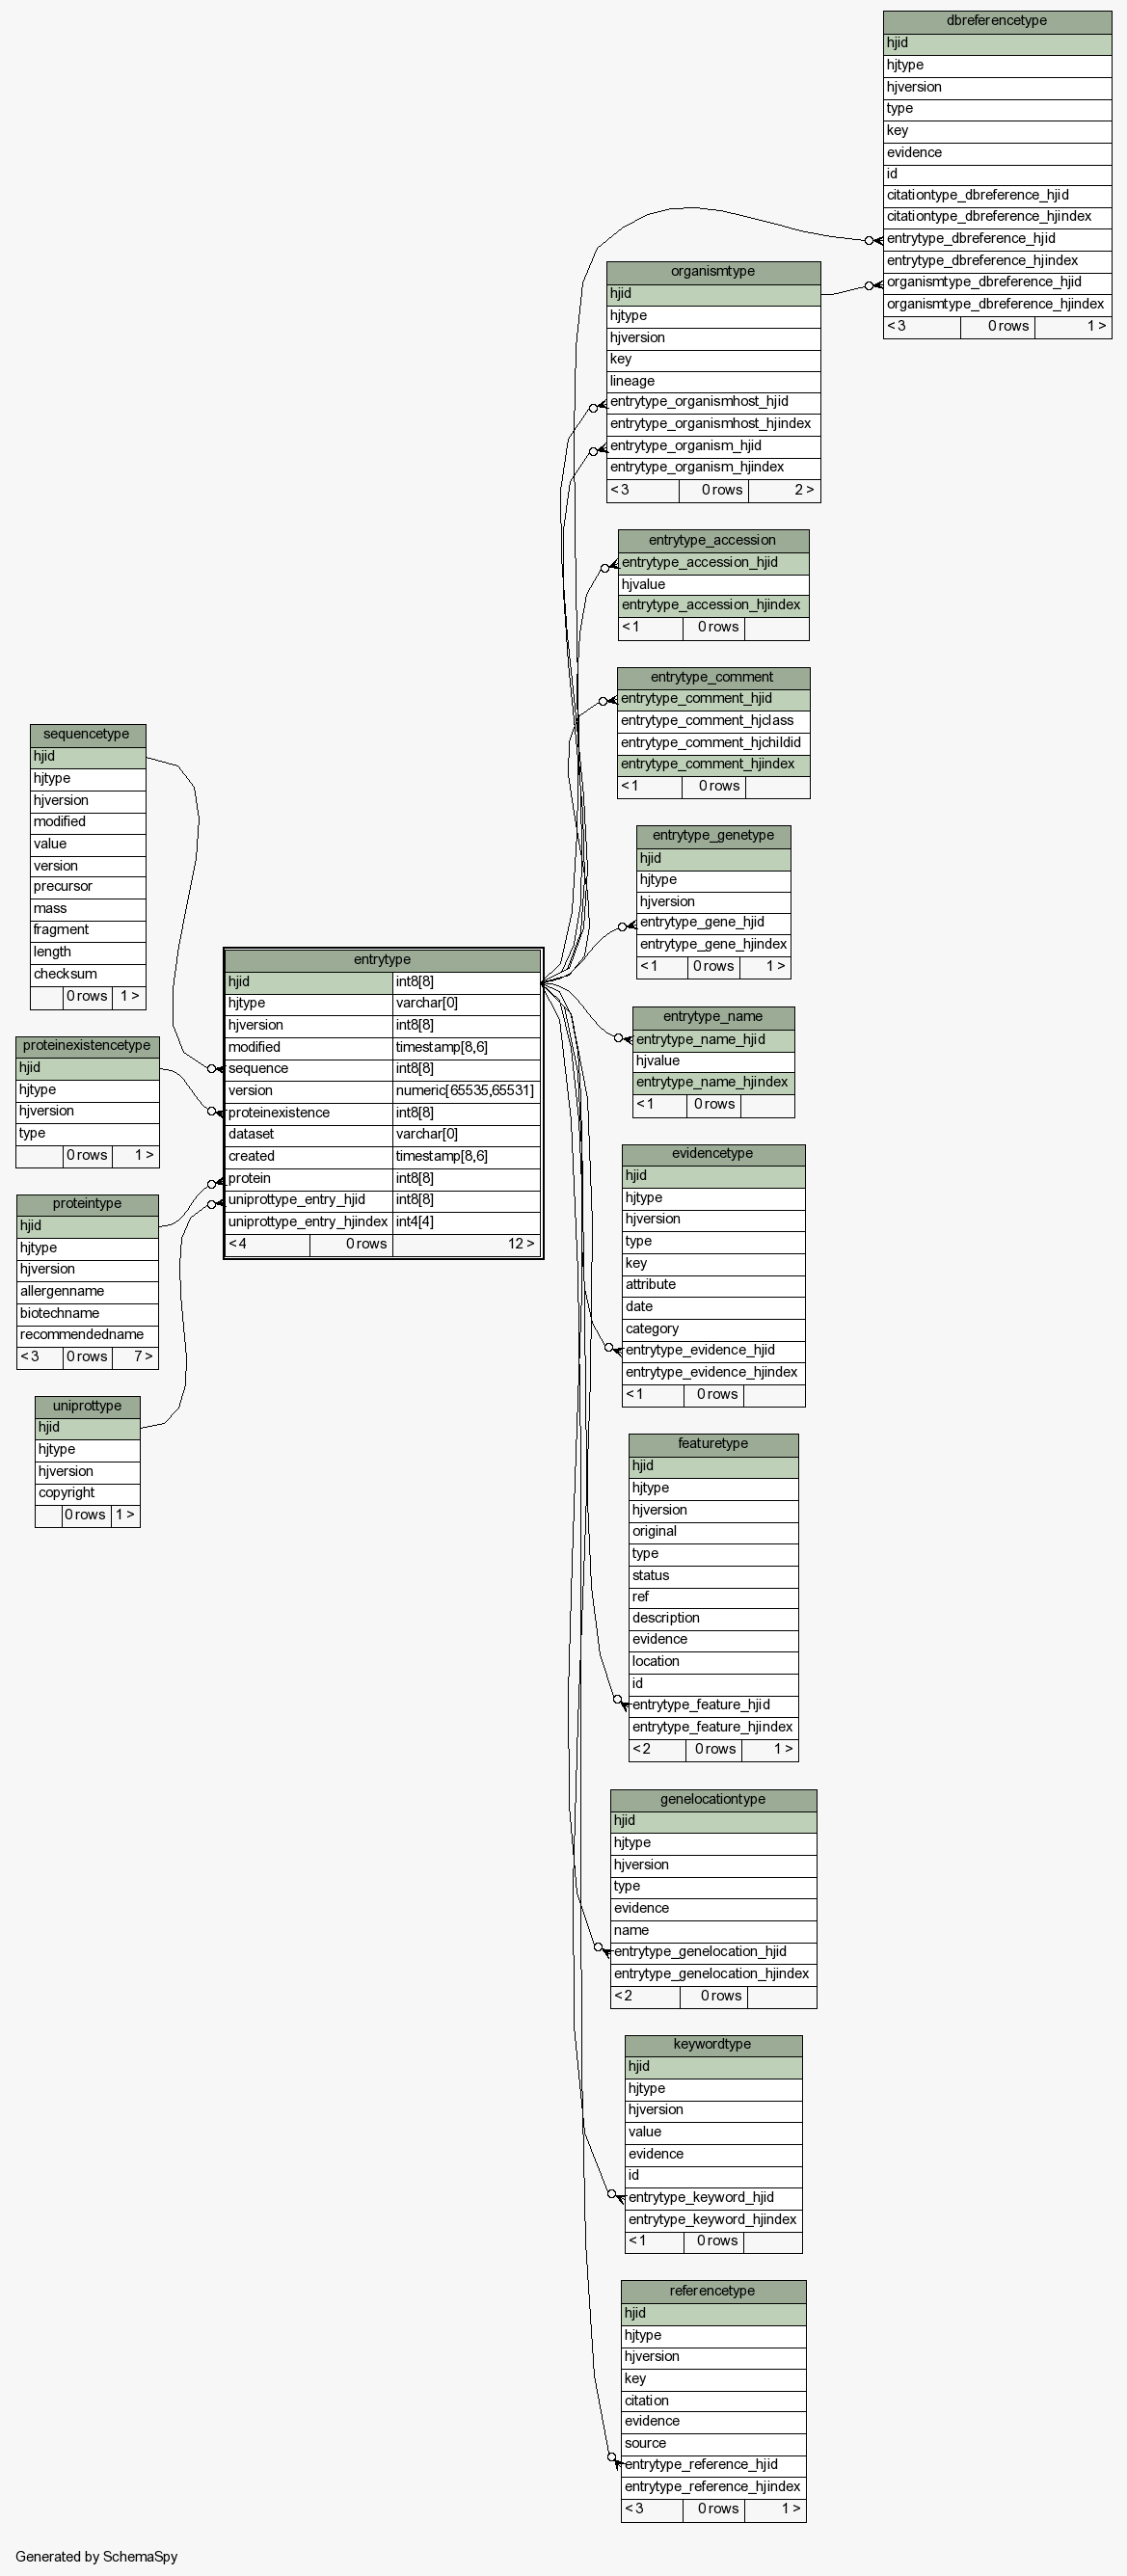 dbreferencetype
hjid
hjtype
hjversion
type
key
evidence
id
citationtype_dbreference_hjid
citationtype_dbreference_hjindex
entrytype_dbreference_hjid
entrytype_dbreference_hjindex
organismtype_dbreference_hjid
organismtype_dbreference_hjindex
< 3 0 rows 1 >
organismtype
hjid
hjtype
hjversion
key
lineage
entrytype_organismhost_hjid
entrytype_organismhost_hjindex
entrytype_organism_hjid
entrytype_organism_hjindex
< 3 0 rows 2 >
entrytype_accession
entrytype_accession_hjid
hjvalue
entrytype_accession_hjindex
< 1 0 rows
entrytype_comment
entrytype_comment_hjid
entrytype_comment_hjclass
entrytype_comment_hjchildid
entrytype_comment_hjindex
< 1 0 rows
sequencetype
hjid
hjtype
hjversion
modified
value
version
precursor
mass
fragment
length
checksum
0 rows 1 >
entrytype_genetype
hjid
hjtype
hjversion
entrytype_gene_hjid
entrytype_gene_hjindex
< 1 0 rows 1 >
entrytype
hjid int8[8]
hjtype varchar[0]
hjversion int8[8]
modified timestamp[8,6]
sequence int8[8]
version numeric[65535,65531]
proteinexistence int8[8]
dataset varchar[0]
created timestamp[8,6]
protein int8[8]
uniprottype_entry_hjid int8[8]
uniprottype_entry_hjindex int4[4]
< 4 0 rows 12 >
proteinexistencetype
hjid
hjtype
hjversion
type
0 rows 1 >
proteintype
hjid
hjtype
hjversion
allergenname
biotechname
recommendedname
< 3 0 rows 7 >
uniprottype
hjid
hjtype
hjversion
copyright
0 rows 1 >
entrytype_name
entrytype_name_hjid
hjvalue
entrytype_name_hjindex
< 1 0 rows
evidencetype
hjid
hjtype
hjversion
type
key
attribute
date
category
entrytype_evidence_hjid
entrytype_evidence_hjindex
< 1 0 rows
featuretype
hjid
hjtype
hjversion
original
type
status
ref
description
evidence
location
id
entrytype_feature_hjid
entrytype_feature_hjindex
< 2 0 rows 1 >
genelocationtype
hjid
hjtype
hjversion
type
evidence
name
entrytype_genelocation_hjid
entrytype_genelocation_hjindex
< 2 0 rows
keywordtype
hjid
hjtype
hjversion
value
evidence
id
entrytype_keyword_hjid
entrytype_keyword_hjindex
< 1 0 rows
referencetype
hjid
hjtype
hjversion
key
citation
evidence
source
entrytype_reference_hjid
entrytype_reference_hjindex
< 3 0 rows 1 >
Generated by SchemaSpy